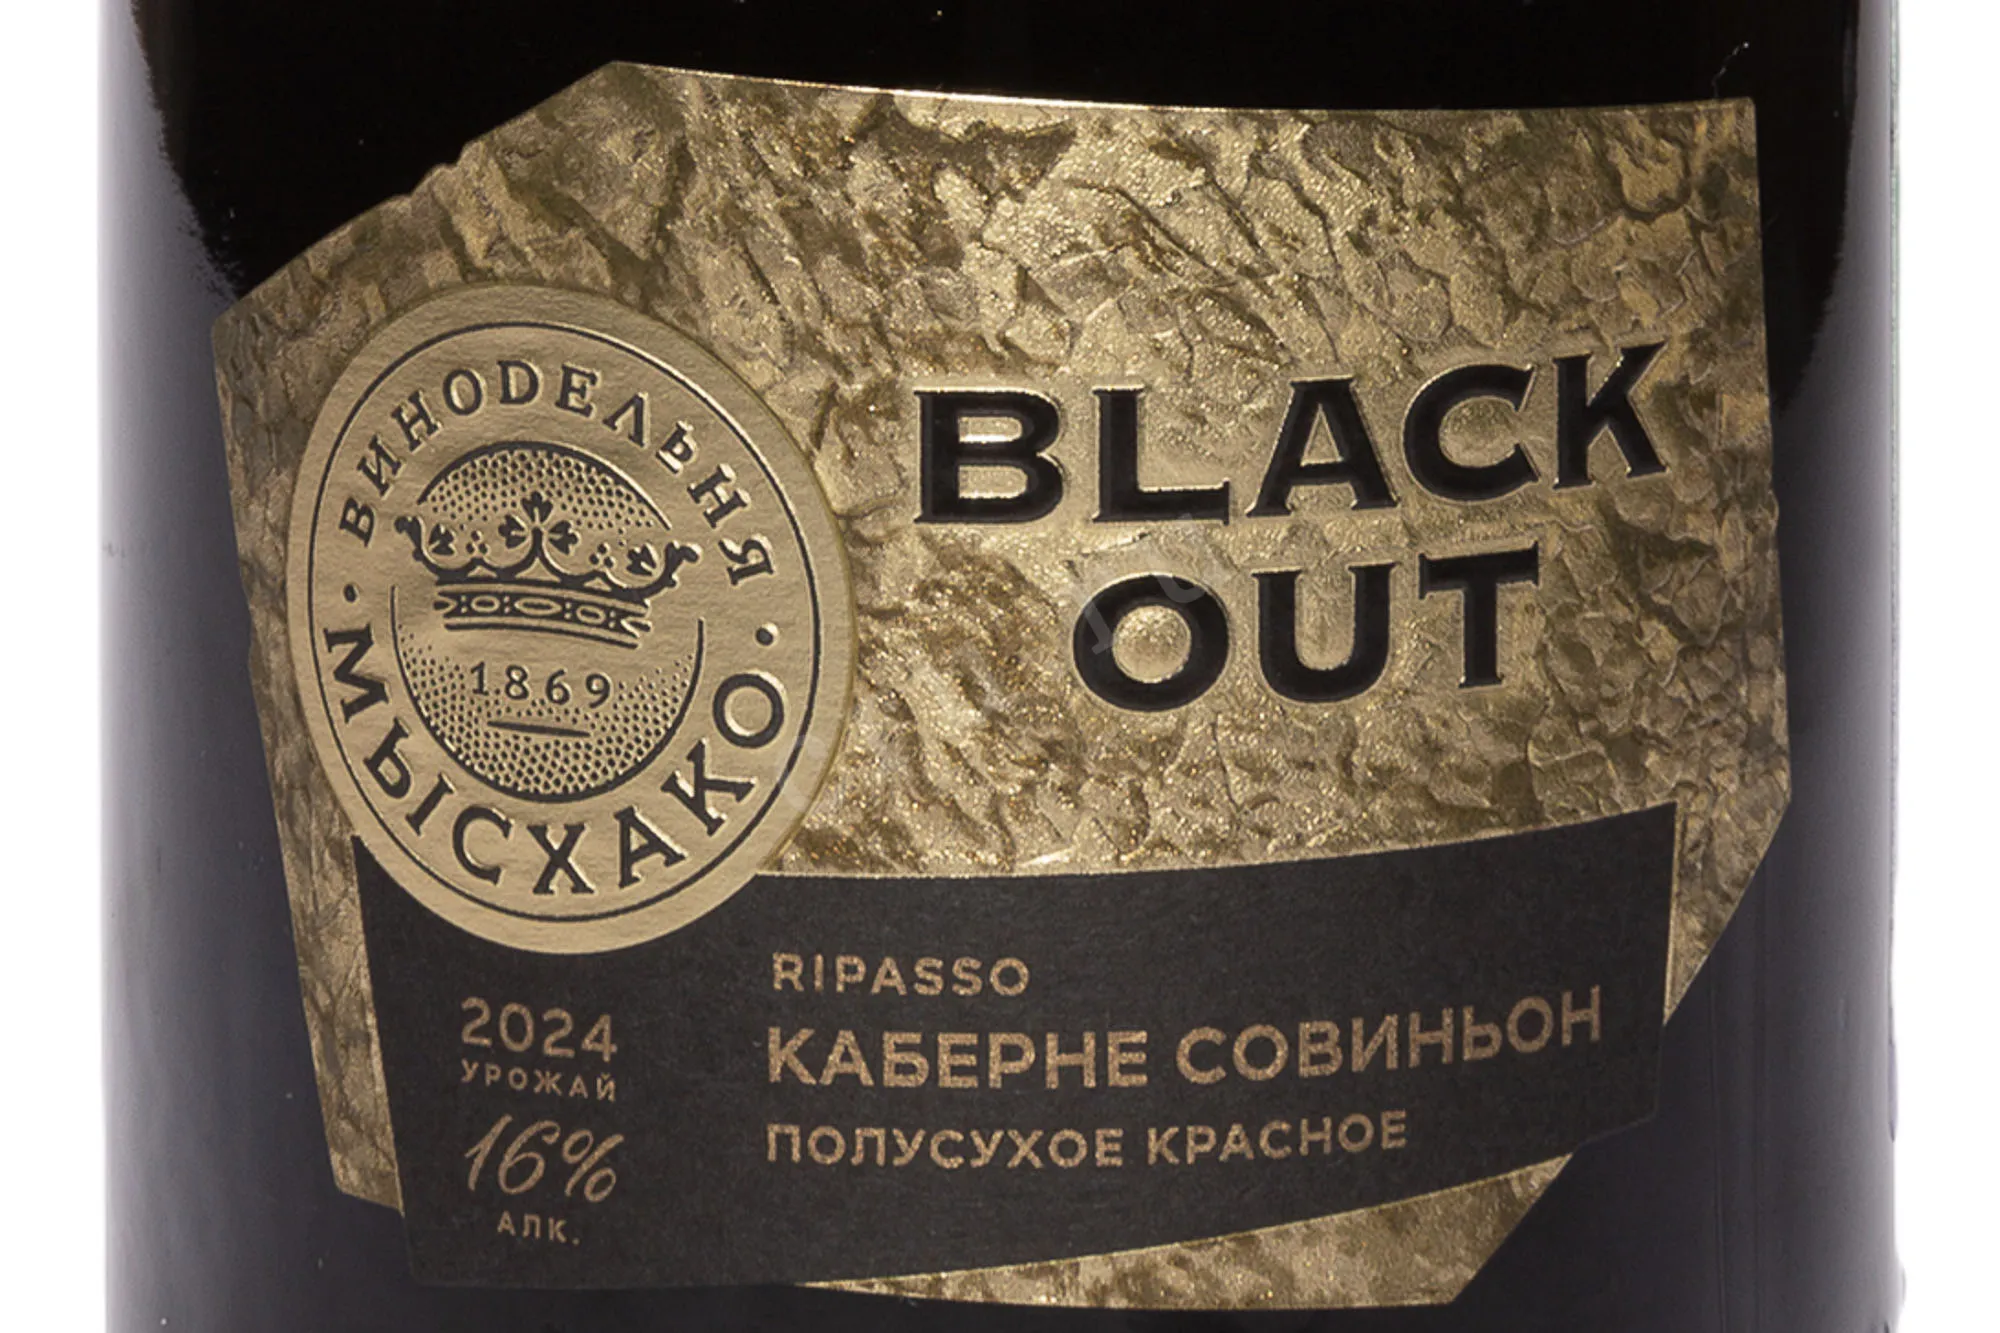 ВИНОДЕЛЬНЯ
1869
МЫСХАКО
BLACK
OUT
RIPASSO
КАБЕРНЕ СОВИНЬОН
ПОЛУСУХОЕ КРАСНОЕ
2024
УРОЖАЙ
16%
АЛК.